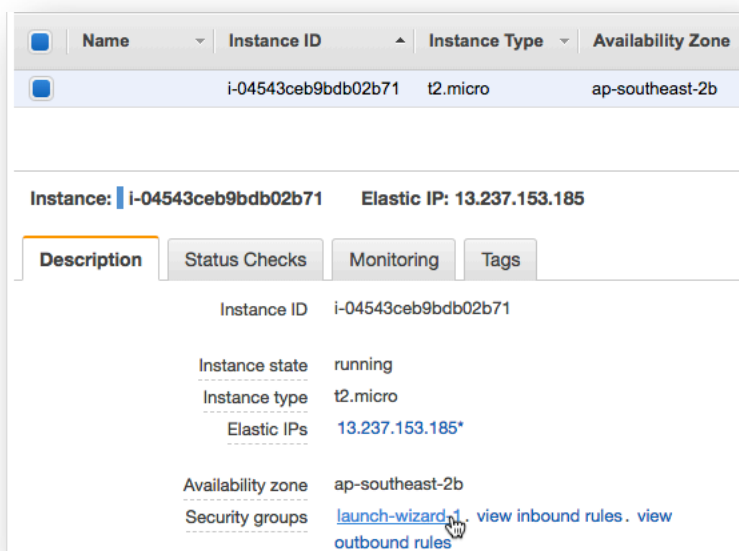 Name Instance ID Instance Type Availability Zone
i-04543ceb9bdb02b71 t2.micro ap-southeast-2b
Instance: i-04543ceb9bdb02b71 Elastic IP: 13.237.153.185
Description Status Checks Monitoring Tags
Instance ID i-04543ceb9bdb02b71
Instance state running
Instance type t2.micro
Elastic IPs 13.237.153.185*
Availability zone ap-southeast-2b
Security groups launch-wizard-1. view inbound rules. view
outbound rules